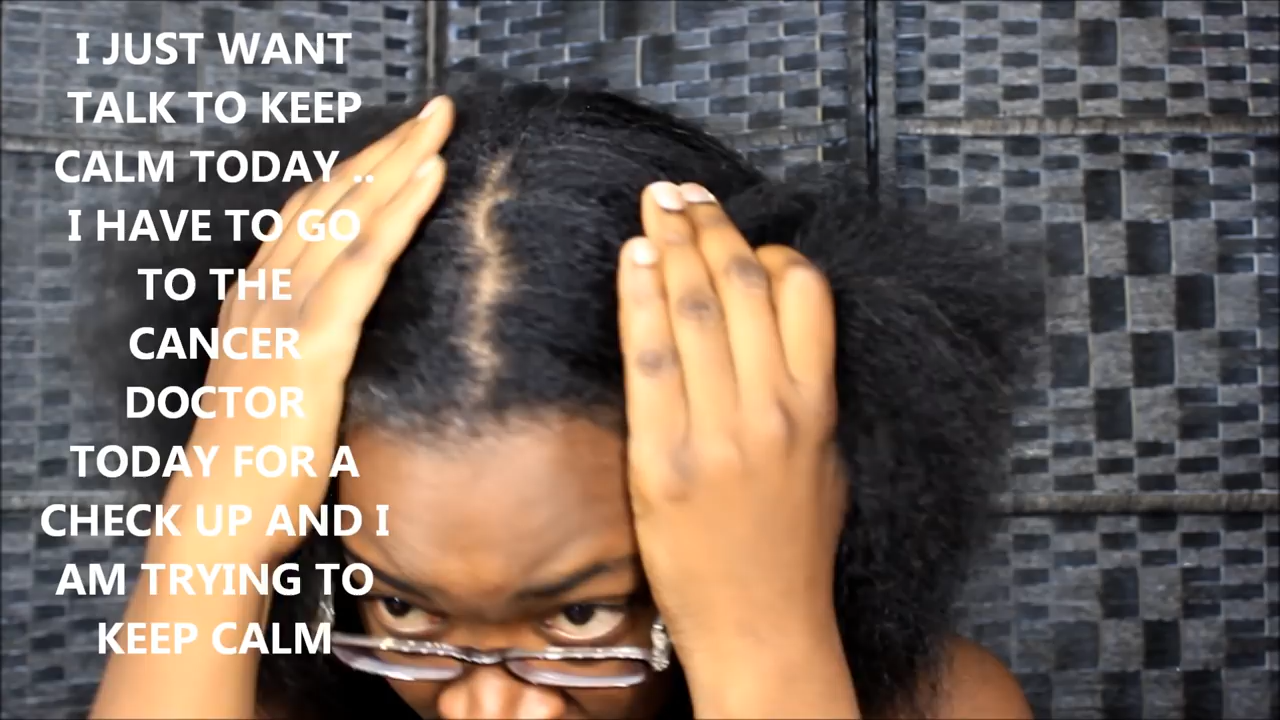 I JUST WANT
TALK TO KEEP
CALM TODAY ..
I HAVE TO GO
TO THE
CANCER
DOCTOR
TODAY FOR A
CHECK UP AND I
AM TRYING TO
KEEP CALM